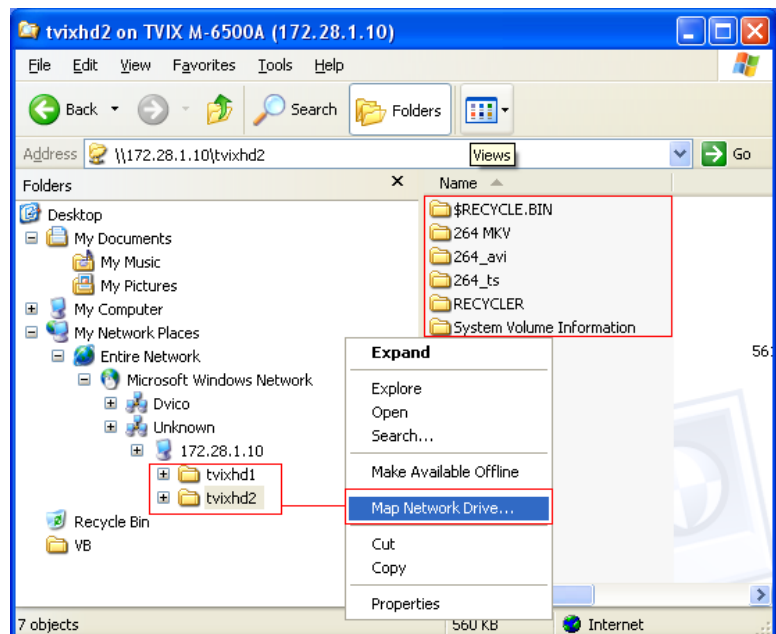 tvixhd2 on TVIX M-6500A (172.28.1.10)
File Edit View Favorites Tools Help
Back Search Folders
Address \\172.28.1.10\tvixhd2 Go
Views
Folders X Name
Desktop
My Documents
My Music
My Pictures
My Computer
My Network Places
Entire Network
Microsoft Windows Network
Dvico
Unknown
172.28.1.10
tvixhd1
tvixhd2
Recycle Bin
VB
$RECYCLE.BIN
264 MKV
264_avi
264_ts
RECYCLER
System Volume Information
561
Expand
Explore
Open
Search...
Make Available Offline
Map Network Drive...
Cut
Copy
Properties
7 objects 560 KB Internet